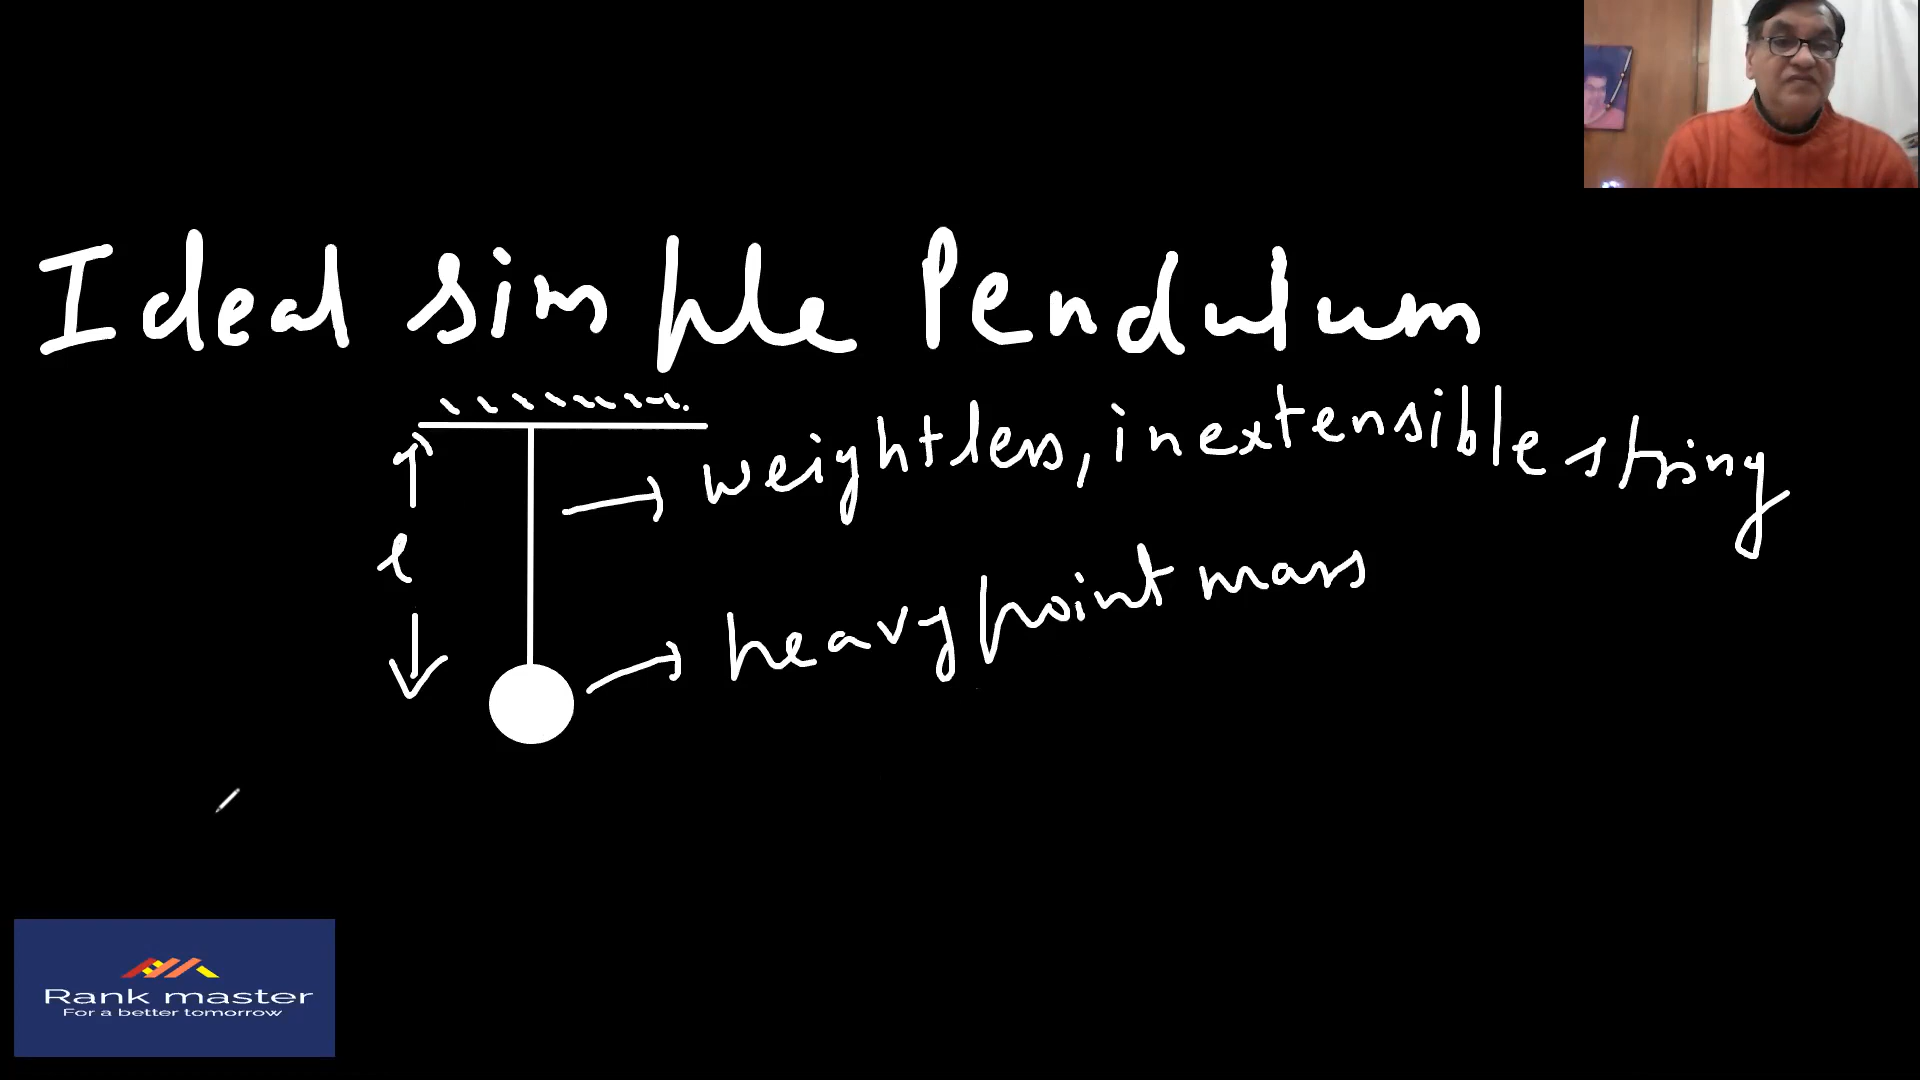 Ideal simple Pendulum
weightless, inextensible string
l
heavy point mass
Rank master
For a better tomorrow